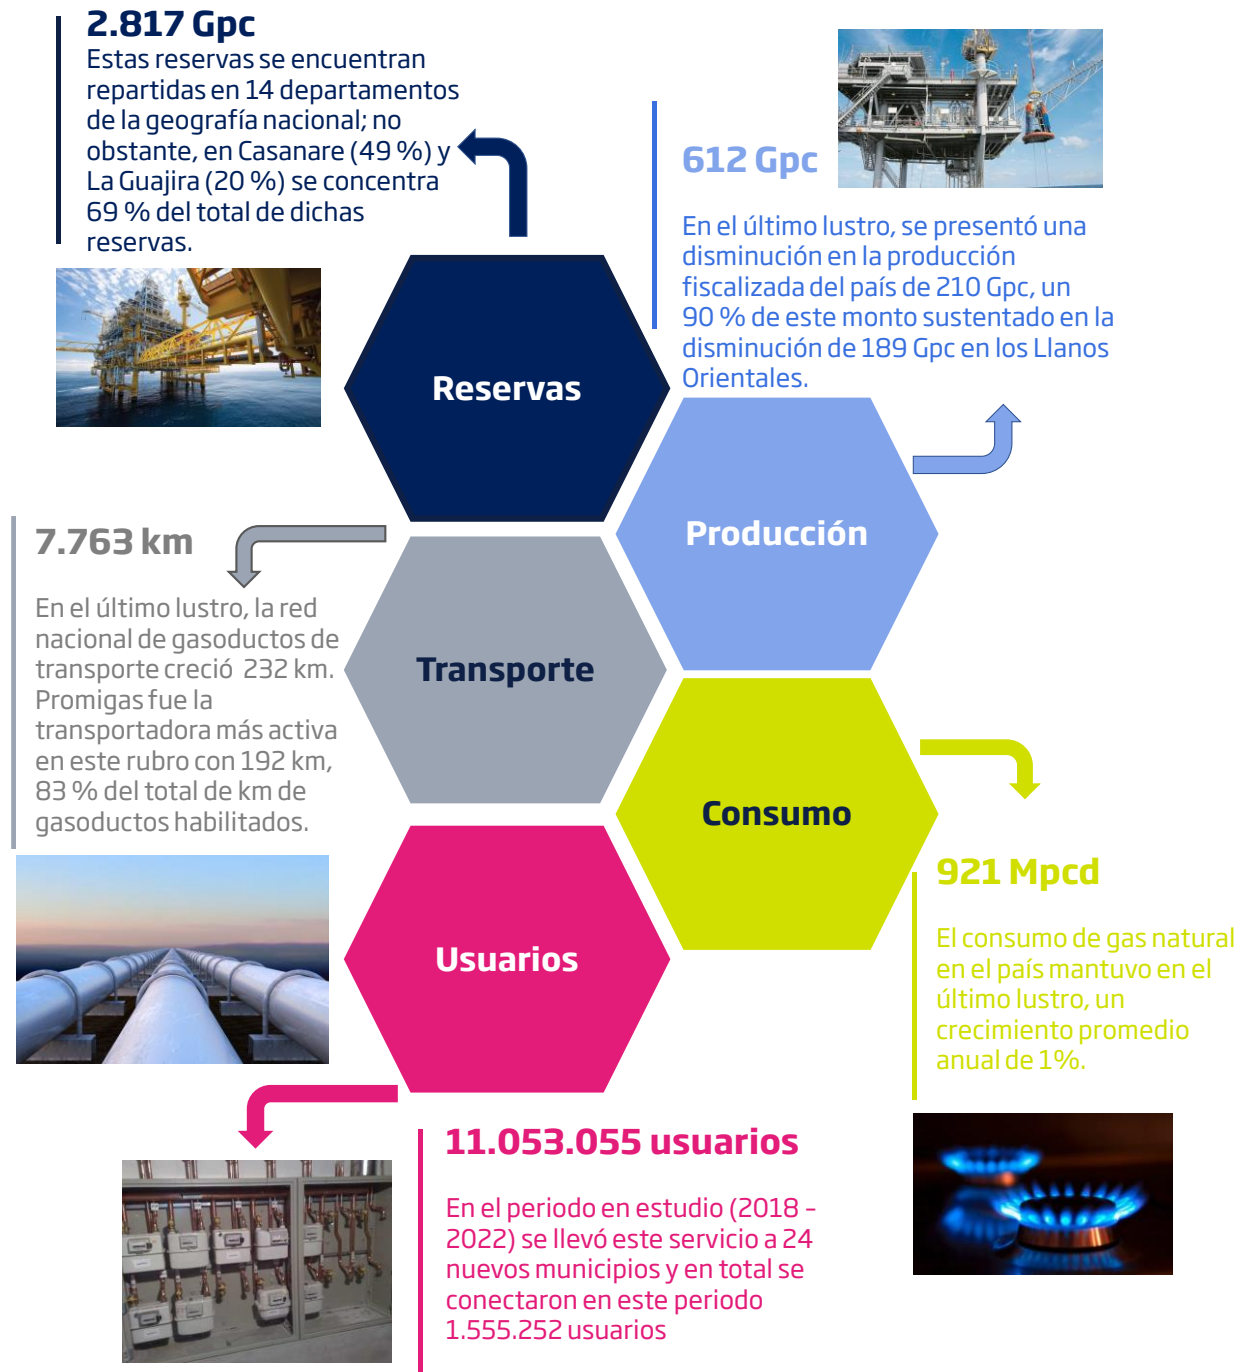 2.817 Gpc
Estas reservas se encuentran
repartidas en 14 departamentos
de la geografía nacional; no
obstante, en Casanare (49 %) y
La Guajira (20 %) se concentra
69 % del total de dichas
reservas.
612 Gpc
En el último lustro, se presentó una
disminución en la producción
fiscalizada del país de 210 Gpc, un
90 % de este monto sustentado en la
disminución de 189 Gpc en los Llanos
Orientales.
Reservas
Producción
7.763 km
En el último lustro, la red
nacional de gasoductos de
transporte creció 232 km.
Promigas fue la
transportadora más activa
en este rubro con 192 km,
83 % del total de km de
gasoductos habilitados.
Transporte
Consumo
921 Mpcd
El consumo de gas natural
en el país mantuvo en el
último lustro, un
crecimiento promedio
anual de 1%.
Usuarios
11.053.055 usuarios
En el periodo en estudio (2018 –
2022) se llevó este servicio a 24
nuevos municipios y en total se
conectaron en este periodo
1.555.252 usuarios